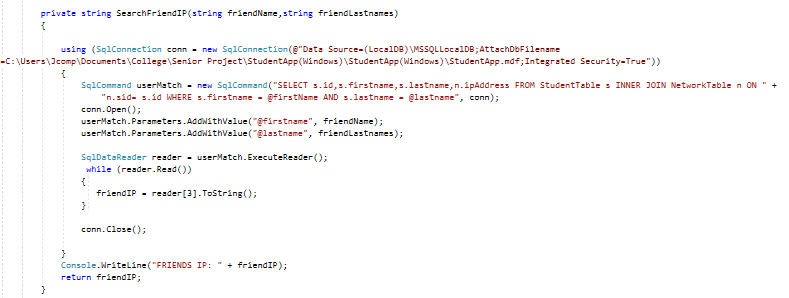 private string SearchFriendIP(string friendName,string friendLastnames)
{
using (SqlConnection conn = new SqlConnection(@"Data Source=(LocalDB)\MSSQLLocalDB;AttachDbFilename
=C:\Users\Jcomp\Documents\College\Senior Project\StudentApp(Windows)\StudentApp(Windows)\StudentApp.mdf;Integrated Security=True"))
{
SqlCommand userMatch = new SqlCommand("SELECT s.id,s.firstname,s.lastname,n.ipAddress FROM StudentTable s INNER JOIN NetworkTable n ON " +
"n.sid= s.id WHERE s.firstname = @firstName AND s.lastname = @lastname", conn);
conn.Open();
userMatch.Parameters.AddWithValue("@firstname", friendName);
userMatch.Parameters.AddWithValue("@lastname", friendLastnames);
SqlDataReader reader = userMatch.ExecuteReader();
while (reader.Read())
{
friendIP = reader[3].ToString();
}
conn.Close();
}
Console.WriteLine("FRIENDS IP: " + friendIP);
return friendIP;
}